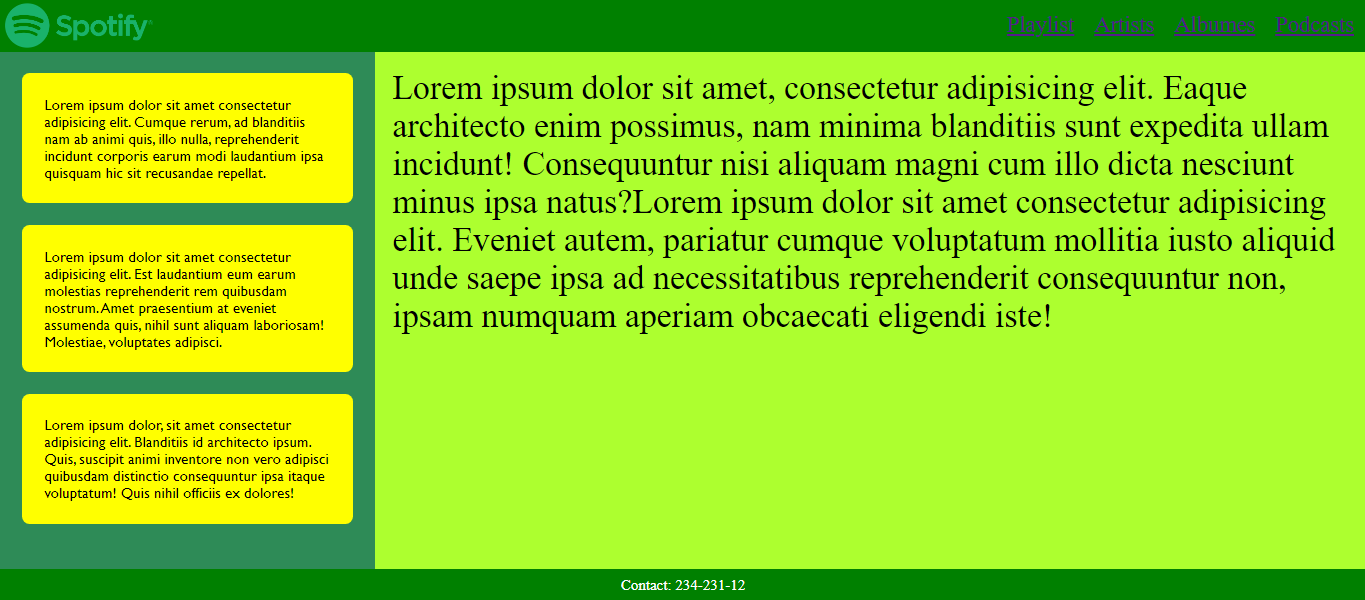 Spotify®
Playlist Artists Albumes Podcasts
Lorem ipsum dolor sit amet consectetur
adipisicing elit. Cumque rerum, ad blanditiis
nam ab animi quis, illo nulla, reprehenderit
incidunt corporis earum modi laudantium ipsa
quisquam hic sit recusandae repellat.
Lorem ipsum dolor sit amet consectetur
adipisicing elit. Est laudantium eum earum
molestias reprehenderit rem quibusdam
nostrum. Amet praesentium at eveniet
assumenda quis, nihil sunt aliquam laboriosam!
Molestiae, voluptates adipisci.
Lorem ipsum dolor, sit amet consectetur
adipisicing elit. Blanditiis id architecto ipsum.
Quis, suscipit animi inventore non vero adipisci
quibusdam distinctio consequuntur ipsa itaque
voluptatum! Quis nihil officiis ex dolores!
Lorem ipsum dolor sit amet, consectetur adipisicing elit. Eaque
architecto enim possimus, nam minima blanditiis sunt expedita ullam
incidunt! Consequuntur nisi aliquam magni cum illo dicta nesciunt
minus ipsa natus?Lorem ipsum dolor sit amet consectetur adipisicing
elit. Eveniet autem, pariatur cumque voluptatum mollitia iusto aliquid
unde saepe ipsa ad necessitatibus reprehenderit consequuntur non,
ipsam numquam aperiam obcaecati eligendi iste!
Contact: 234-231-12